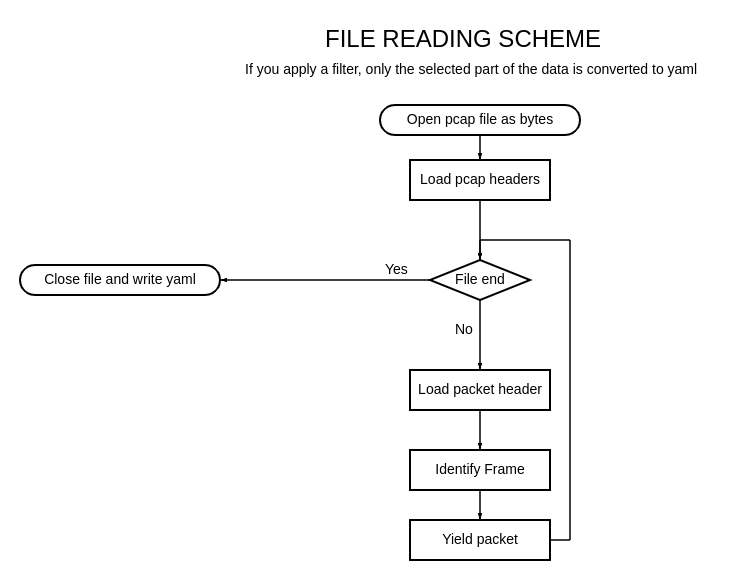 FILE READING SCHEME
If you apply a filter, only the selected part of the data is converted to yaml
Open pcap file as bytes
Load pcap headers
Yes
Close file and write yaml
File end
No
Load packet header
Identify Frame
Yield packet